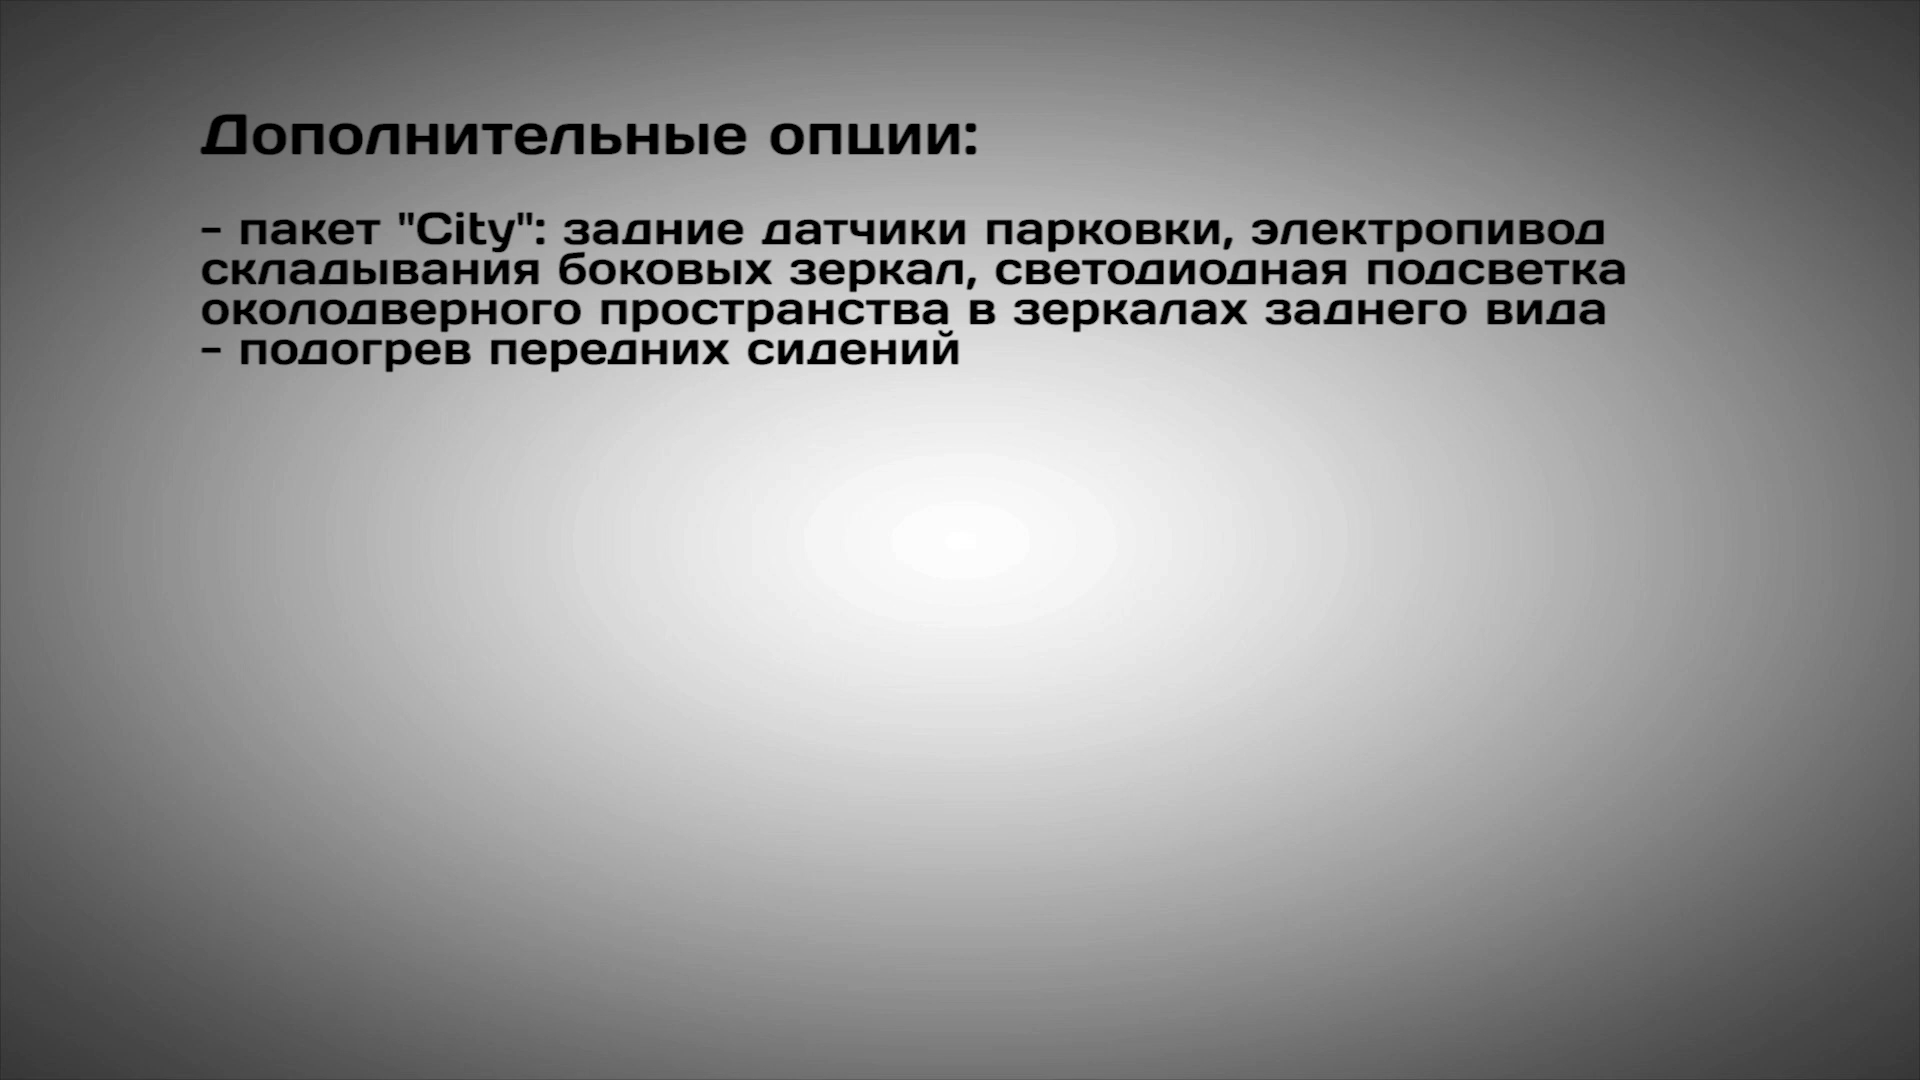 Дополнительные опции:
- пакет "City": задние датчики парковки, электропивод
складывания боковых зеркал, светодиодная подсветка
околодверного пространства в зеркалах заднего вида
- подогрев передних сидений